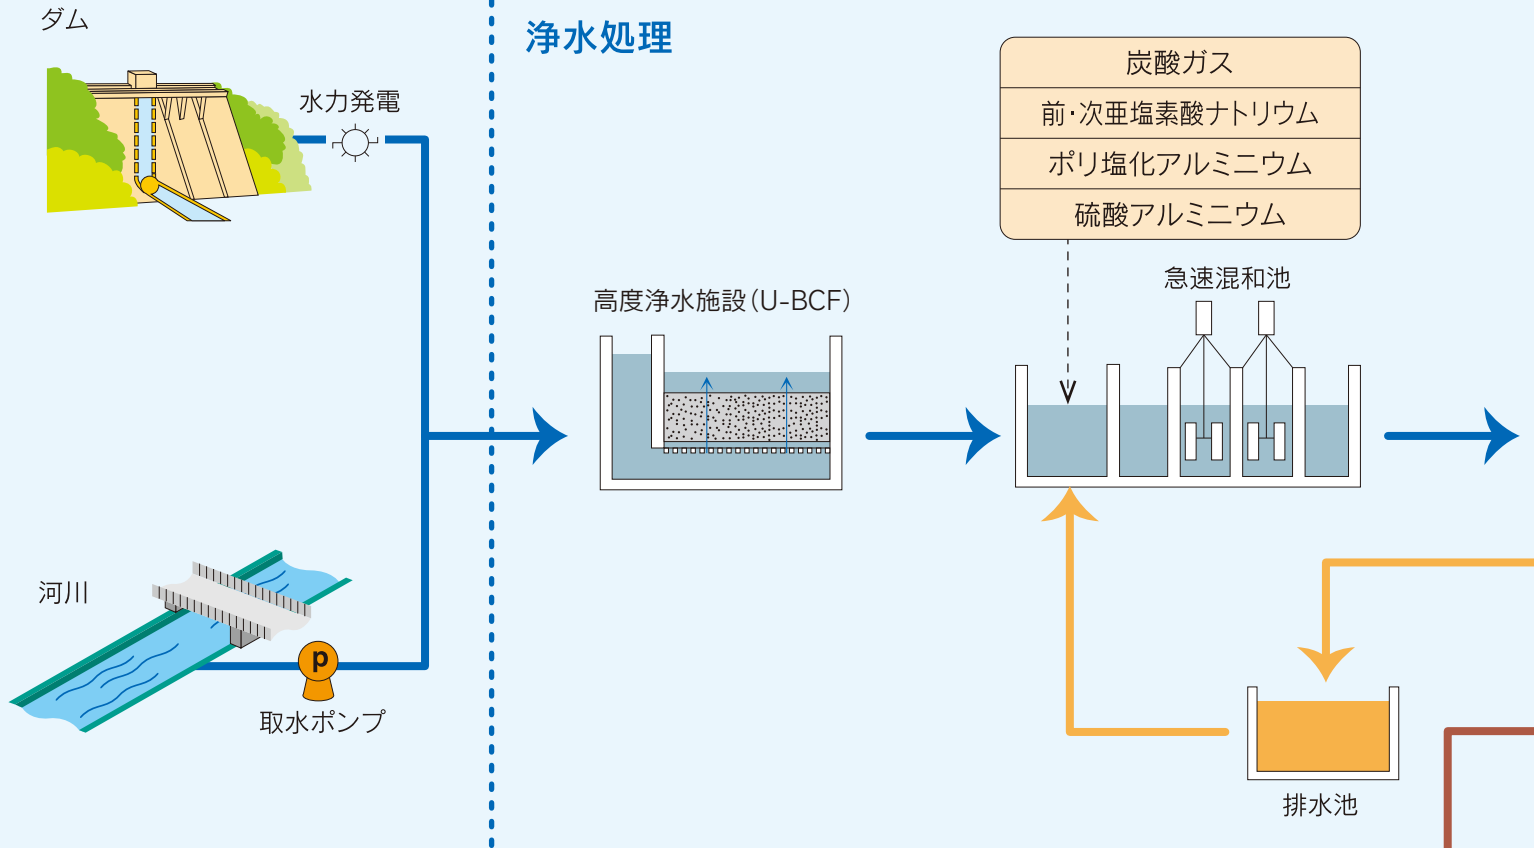 ダム
浄水処理
水力発電
炭酸ガス
前・次亜塩素酸ナトリウム
ポリ塩化アルミニウム
硫酸アルミニウム
高度浄水施設(U-BCF)
急速混和池
河川
p
取水ポンプ
排水池